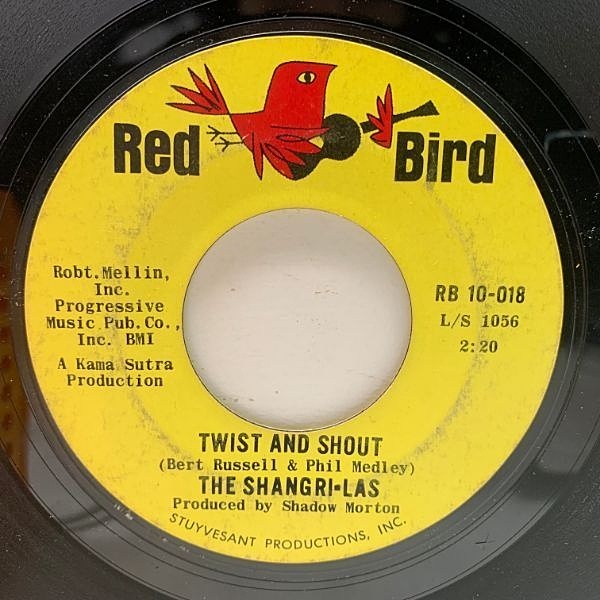 Red Bird
Robt.Mellin,
Inc.
Progressive
Music Pub.Co.,
Inc. BMI
A Kama Sutra
Production
RB 10-018
L/S 1056
2:20
TWIST AND SHOUT
(Bert Russell & Phil Medley)
THE SHANGRI-LAS
Produced by Shadow Morton
STUYVESANT PRODUCTIONS, INC.